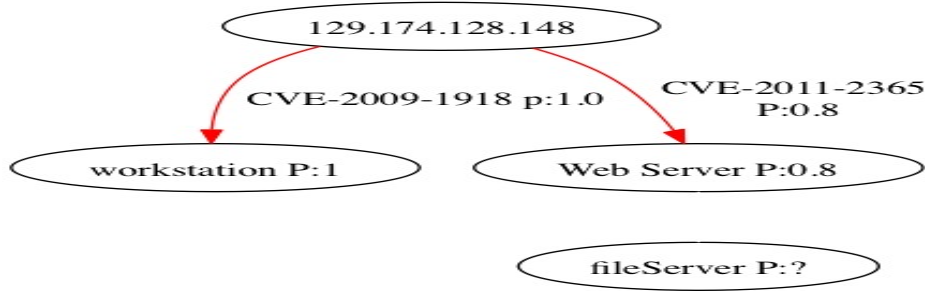 129.174.128.148
CVE-2009-1918 p:1.0
CVE-2011-2365
P:0.8
workstation P:1
Web Server P:0.8
fileServer P:?